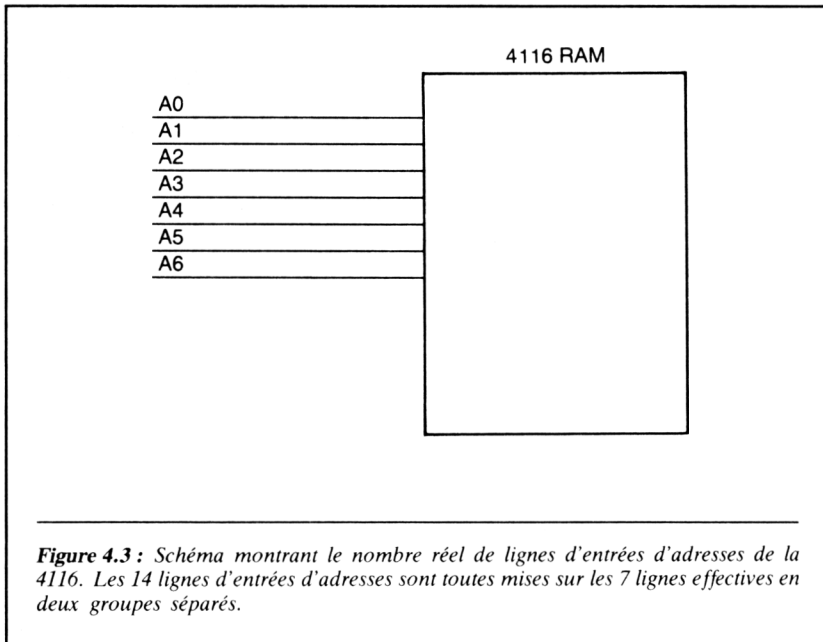 4116 RAM
A0
A1
A2
A3
A4
A5
A6
Figure 4.3 : Schéma montrant le nombre réel de lignes d'entrées d'adresses de la
4116. Les 14 lignes d'entrées d'adresses sont toutes mises sur les 7 lignes effectives en
deux groupes séparés.